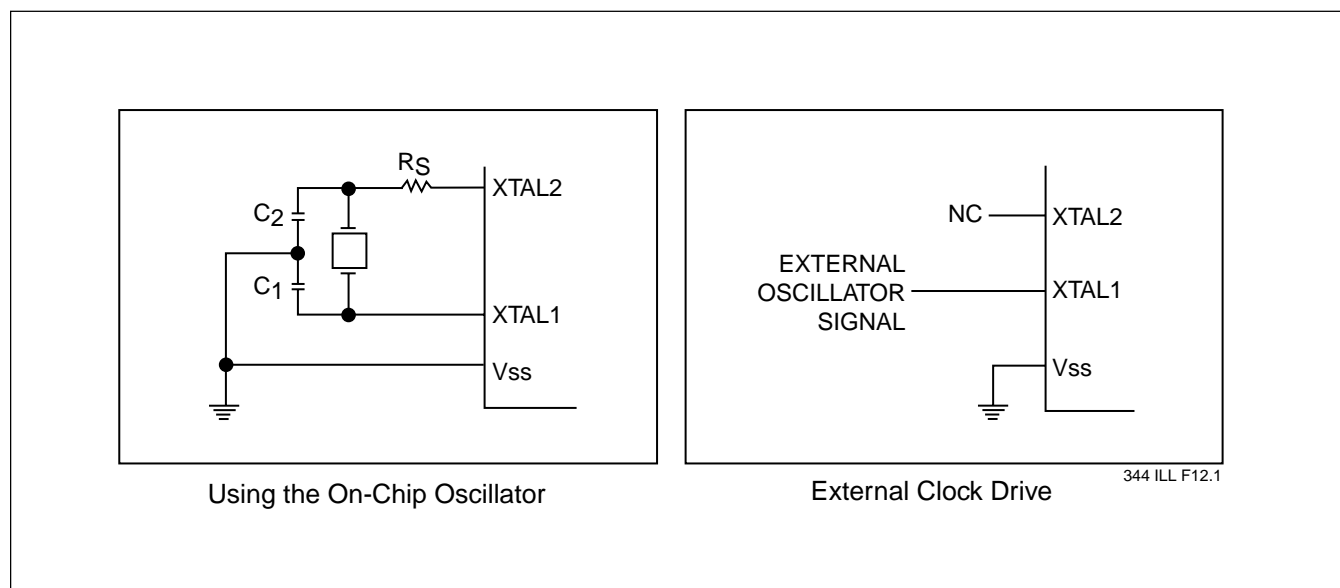 RS
XTAL2
C2
C1
XTAL1
Vss
Using the On-Chip Oscillator
NC
XTAL2
EXTERNAL
OSCILLATOR
SIGNAL
XTAL1
Vss
344 ILL F12.1
External Clock Drive